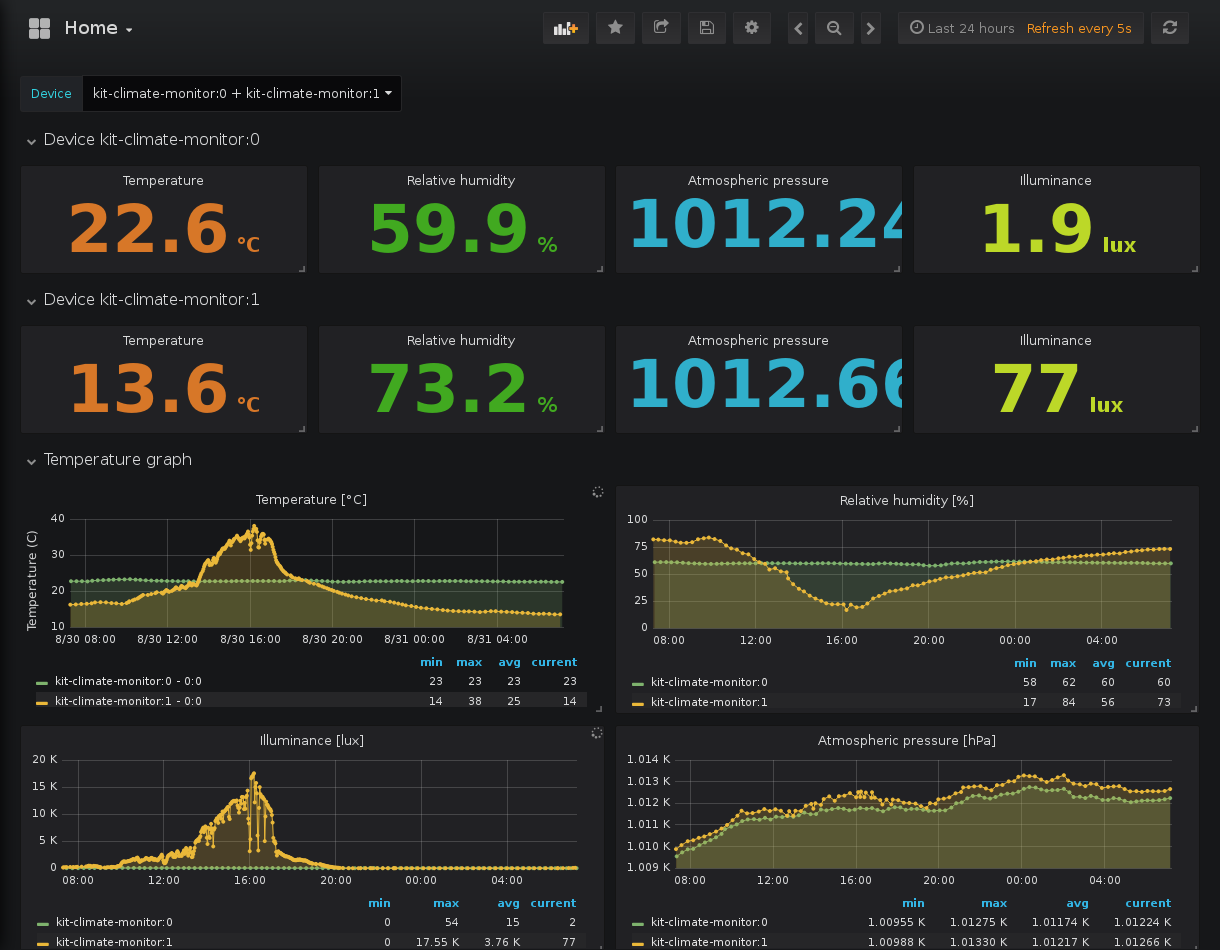 Home
Last 24 hours Refresh every 5s
Device kit-climate-monitor:0 + kit-climate-monitor:1
Device kit-climate-monitor:0
Temperature Relative humidity Atmospheric pressure Illuminance
22.6 °C 59.9 % 1012.24 1.9 lux
Device kit-climate-monitor:1
Temperature Relative humidity Atmospheric pressure Illuminance
13.6 °C 73.2 % 1012.66 77 lux
Temperature graph
Temperature [°C]
Temperature (C)
40
30
20
10
8/30 08:00 8/30 12:00 8/30 16:00 8/30 20:00 8/31 00:00 8/31 04:00
min max avg current
kit-climate-monitor:0 - 0:0 23 23 23 23
kit-climate-monitor:1 - 0:0 14 38 25 14
Relative humidity [%]
100
75
50
25
0
08:00 12:00 16:00 20:00 00:00 04:00
min max avg current
kit-climate-monitor:0 58 62 60 60
kit-climate-monitor:1 17 84 56 73
Illuminance [lux]
20 K
15 K
10 K
5 K
0
08:00 12:00 16:00 20:00 00:00 04:00
min max avg current
kit-climate-monitor:0 0 54 15 2
kit-climate-monitor:1 0 17.55 K 3.76 K 77
Atmospheric pressure [hPa]
1.014 K
1.013 K
1.012 K
1.011 K
1.010 K
1.009 K
08:00 12:00 16:00 20:00 00:00 04:00
min max avg current
kit-climate-monitor:0 1.00955 K 1.01275 K 1.01174 K 1.01224 K
kit-climate-monitor:1 1.00988 K 1.01330 K 1.01217 K 1.01266 K